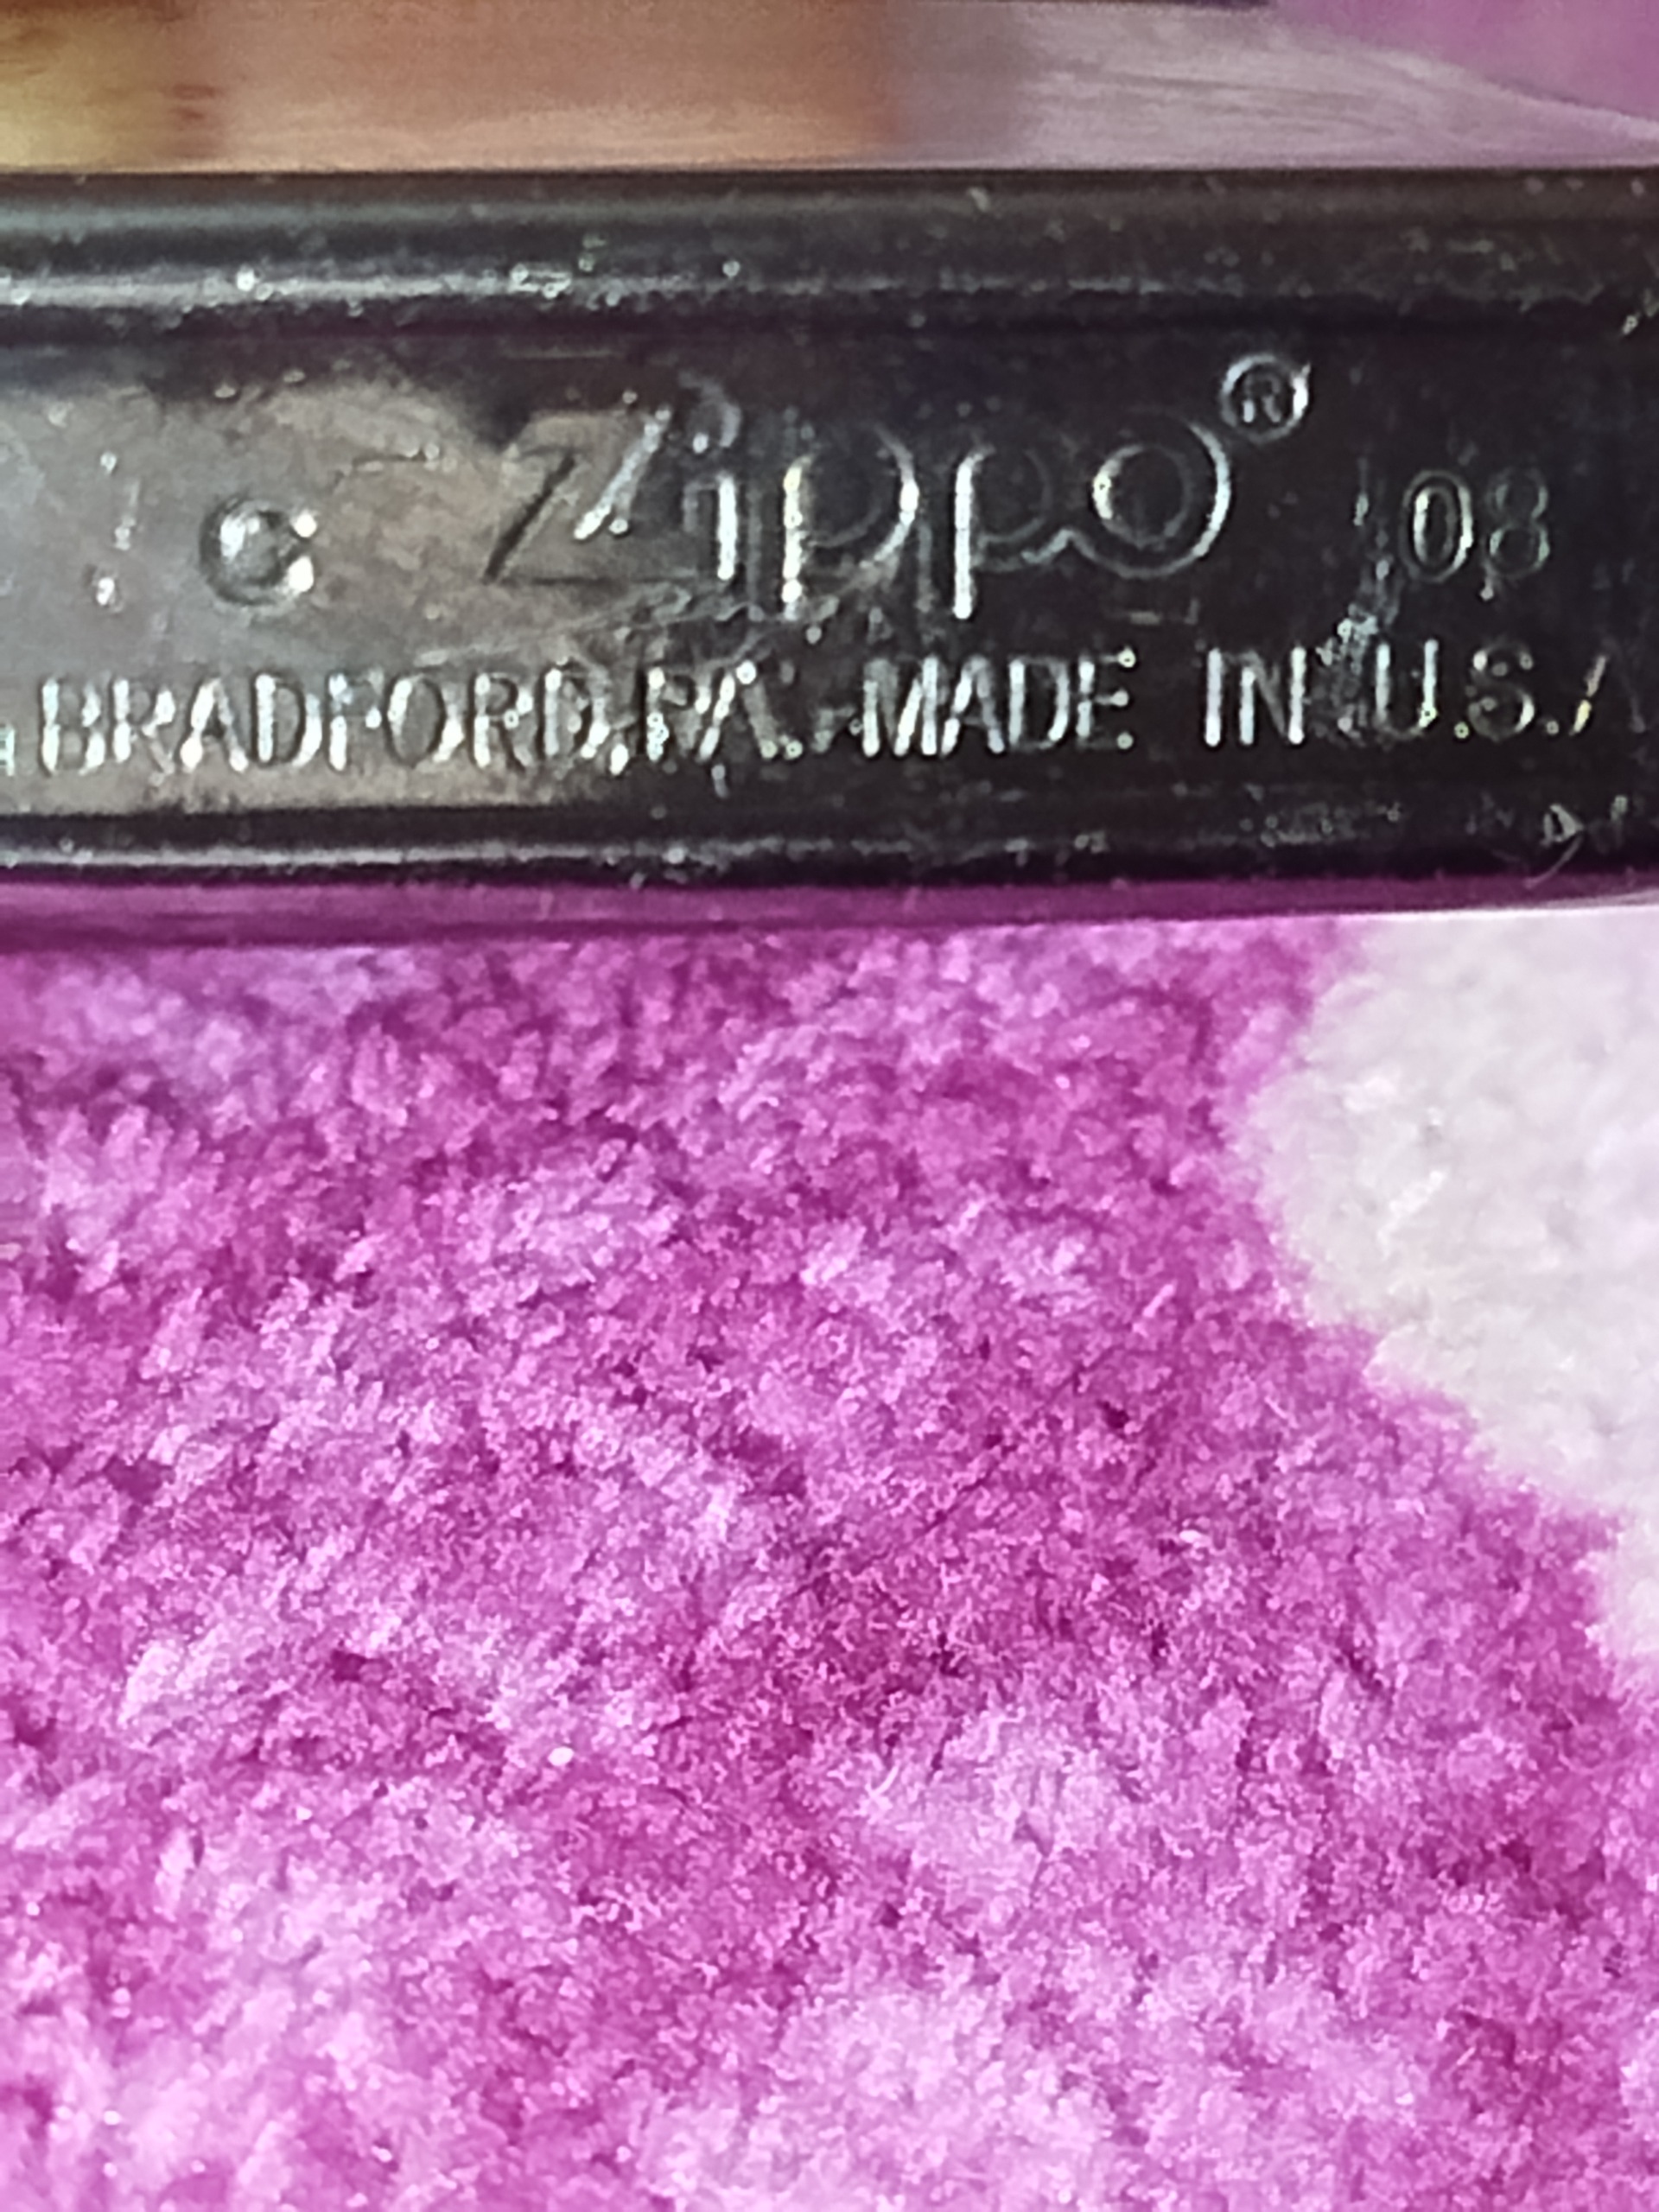 C Zippo® 08
BRADFORD, PA. MADE IN U.S.A